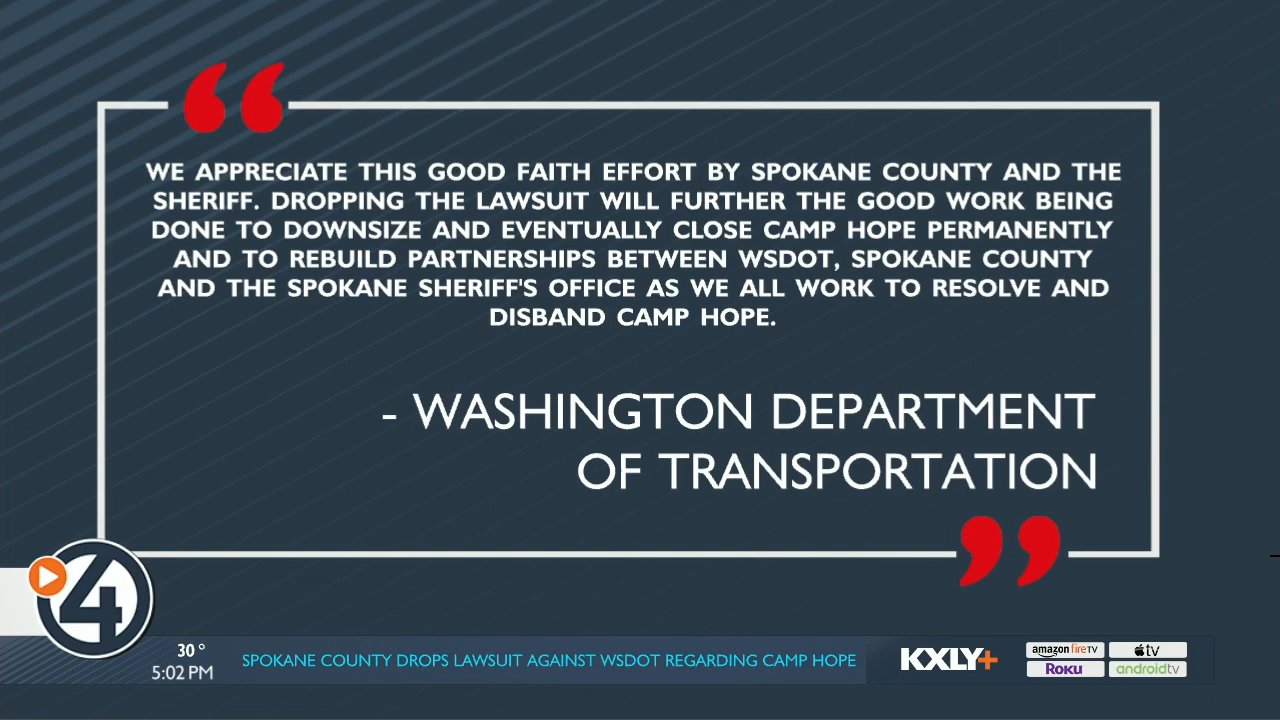 WE APPRECIATE THIS GOOD FAITH EFFORT BY SPOKANE COUNTY AND THE
SHERIFF. DROPPING THE LAWSUIT WILL FURTHER THE GOOD WORK BEING
DONE TO DOWNSIZE AND EVENTUALLY CLOSE CAMP HOPE PERMANENTLY
AND TO REBUILD PARTNERSHIPS BETWEEN WSDOT, SPOKANE COUNTY
AND THE SPOKANE SHERIFF'S OFFICE AS WE ALL WORK TO RESOLVE AND
DISBAND CAMP HOPE.
- WASHINGTON DEPARTMENT
OF TRANSPORTATION
4
30°
5:02 PM
SPOKANE COUNTY DROPS LAWSUIT AGAINST WSDOT REGARDING CAMP HOPE
KXLY+
amazon fireTV
tv
Roku
androidtv